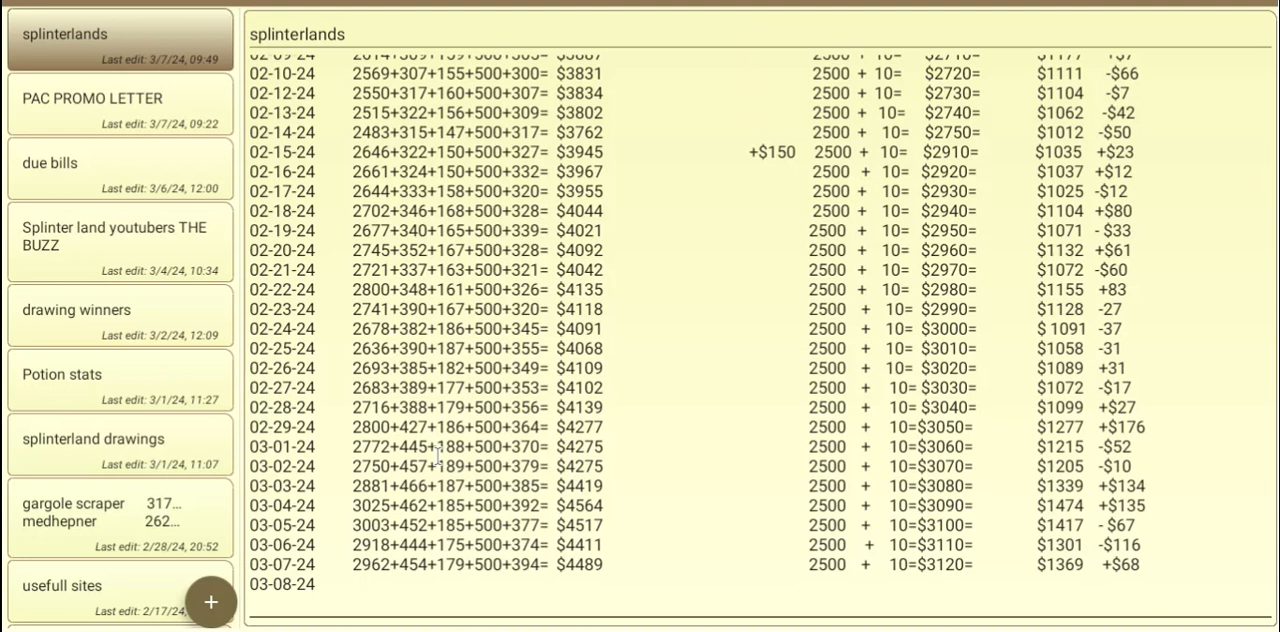 splinterlands
Last edit: 3/7/24, 09:49
PAC PROMO LETTER
Last edit: 3/7/24, 09:22
due bills
Last edit: 3/6/24, 12:00
Splinter land youtubers THE
BUZZ
Last edit: 3/4/24, 10:34
drawing winners
Last edit: 3/2/24, 12:09
Potion stats
Last edit: 3/1/24, 11:27
splinterland drawings
Last edit: 3/1/24, 11:07
gargole scraper 317...
medhepner 262...
Last edit: 2/28/24, 20:52
usefull sites
Last edit: 2/17/24,
+
splinterlands
02-10-24 2569+307+155+500+300= $3831 2500 + 10= $2720= $1111 -$66
02-12-24 2550+317+160+500+307= $3834 2500 + 10= $2730= $1104 -$7
02-13-24 2515+322+156+500+309= $3802 2500 + 10= $2740= $1062 -$42
02-14-24 2483+315+147+500+317= $3762 2500 + 10= $2750= $1012 -$50
02-15-24 2646+322+150+500+327= $3945 +$150 2500 + 10= $2910= $1035 +$23
02-16-24 2661+324+150+500+332= $3967 2500 + 10= $2920= $1037 +$12
02-17-24 2644+333+158+500+320= $3955 2500 + 10= $2930= $1025 -$12
02-18-24 2702+346+168+500+328= $4044 2500 + 10= $2940= $1104 +$80
02-19-24 2677+340+165+500+339= $4021 2500 + 10= $2950= $1071 - $33
02-20-24 2745+352+167+500+328= $4092 2500 + 10= $2960= $1132 +$61
02-21-24 2721+337+163+500+321= $4042 2500 + 10= $2970= $1072 -$60
02-22-24 2800+348+161+500+326= $4135 2500 + 10= $2980= $1155 +83
02-23-24 2741+390+167+500+320= $4118 2500 + 10= $2990= $1128 -27
02-24-24 2678+382+186+500+345= $4091 2500 + 10= $3000= $ 1091 -37
02-25-24 2636+390+187+500+355= $4068 2500 + 10= $3010= $1058 -31
02-26-24 2693+385+182+500+349= $4109 2500 + 10= $3020= $1089 +31
02-27-24 2683+389+177+500+353= $4102 2500 + 10= $3030= $1072 -$17
02-28-24 2716+388+179+500+356= $4139 2500 + 10= $3040= $1099 +$27
02-29-24 2800+427+186+500+364= $4277 2500 + 10=$3050= $1277 +$176
03-01-24 2772+445+188+500+370= $4275 2500 + 10=$3060= $1215 -$52
03-02-24 2750+457+189+500+379= $4275 2500 + 10=$3070= $1205 -$10
03-03-24 2881+466+187+500+385= $4419 2500 + 10=$3080= $1339 +$134
03-04-24 3025+462+185+500+392= $4564 2500 + 10=$3090= $1474 +$135
03-05-24 3003+452+185+500+377= $4517 2500 + 10=$3100= $1417 - $67
03-06-24 2918+444+175+500+374= $4411 2500 + 10=$3110= $1301 -$116
03-07-24 2962+454+179+500+394= $4489 2500 + 10=$3120= $1369 +$68
03-08-24